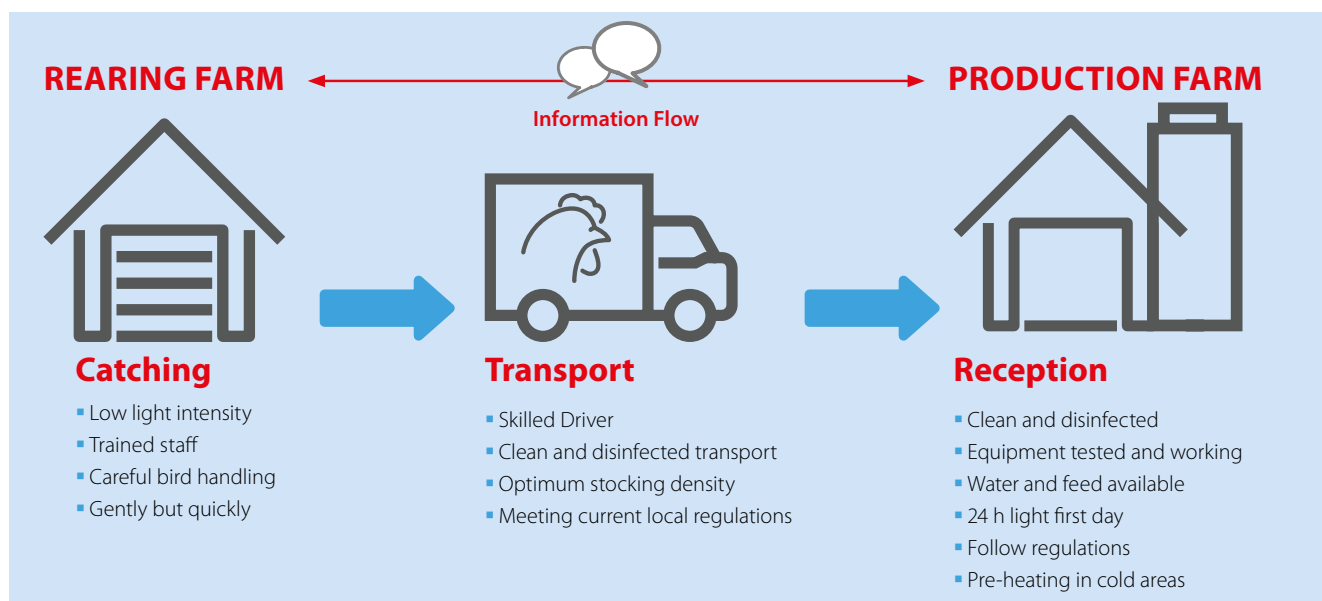 REARING FARM
Information Flow
PRODUCTION FARM
Catching
▪ Low light intensity
▪ Trained staff
▪ Careful bird handling
▪ Gently but quickly
Transport
▪ Skilled Driver
▪ Clean and disinfected transport
▪ Optimum stocking density
▪ Meeting current local regulations
Reception
▪ Clean and disinfected
▪ Equipment tested and working
▪ Water and feed available
▪ 24 h light first day
▪ Follow regulations
▪ Pre-heating in cold areas